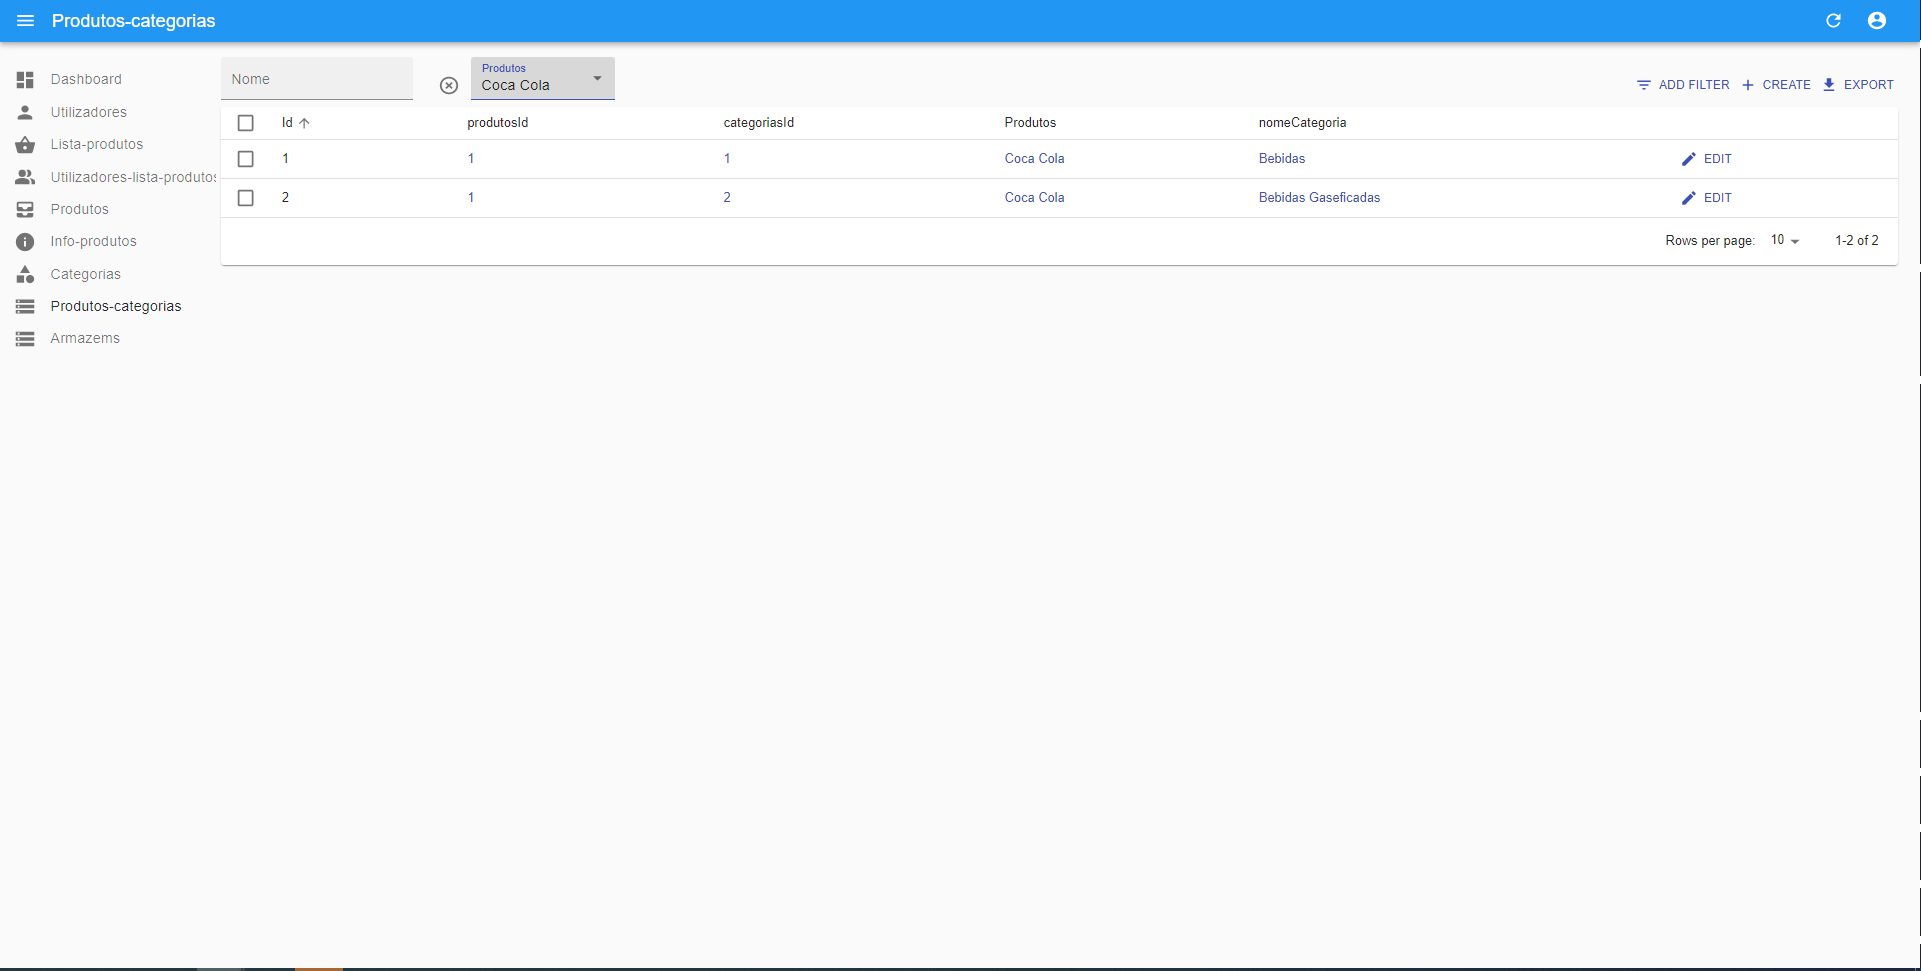 Produtos-categorias
Dashboard
Utilizadores
Lista-produtos
Utilizadores-lista-produtos
Produtos
Info-produtos
Categorias
Produtos-categorias
Armazems
Nome
Produtos
Coca Cola
ADD FILTER CREATE EXPORT
Id produtosId categoriasId Produtos nomeCategoria
1 1 1 Coca Cola Bebidas EDIT
2 1 2 Coca Cola Bebidas Gaseficadas EDIT
Rows per page: 10 1-2 of 2